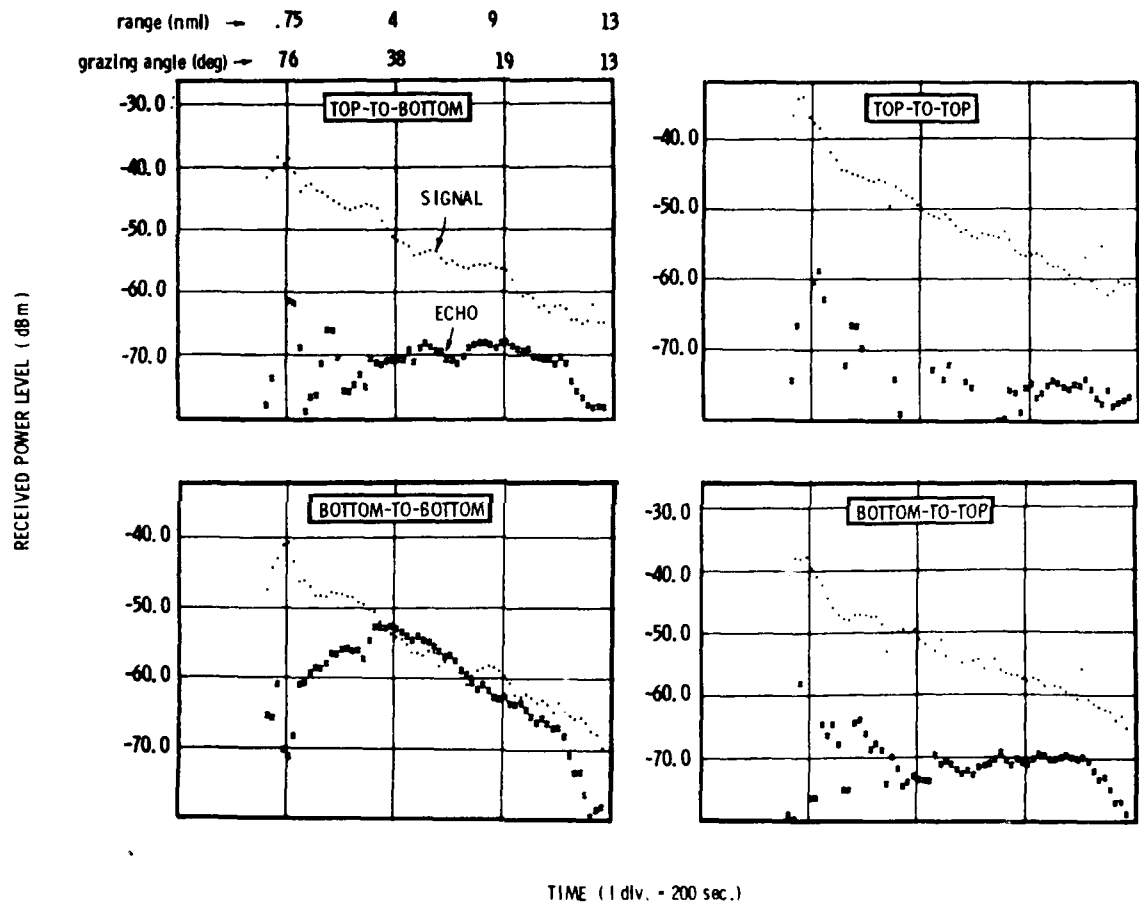 range (nmi) → .75 4 9 13
grazing angle (deg) → 76 38 19 13
TOP-TO-BOTTOM
-30.0
-40.0
-50.0
-60.0
-70.0
SIGNAL
ECHO
TOP-TO-TOP
-40.0
-50.0
-60.0
-70.0
RECEIVED POWER LEVEL (dBm)
BOTTOM-TO-BOTTOM
-40.0
-50.0
-60.0
-70.0
BOTTOM-TO-TOP
-30.0
-40.0
-50.0
-60.0
-70.0
TIME (1 div. = 200 sec.)